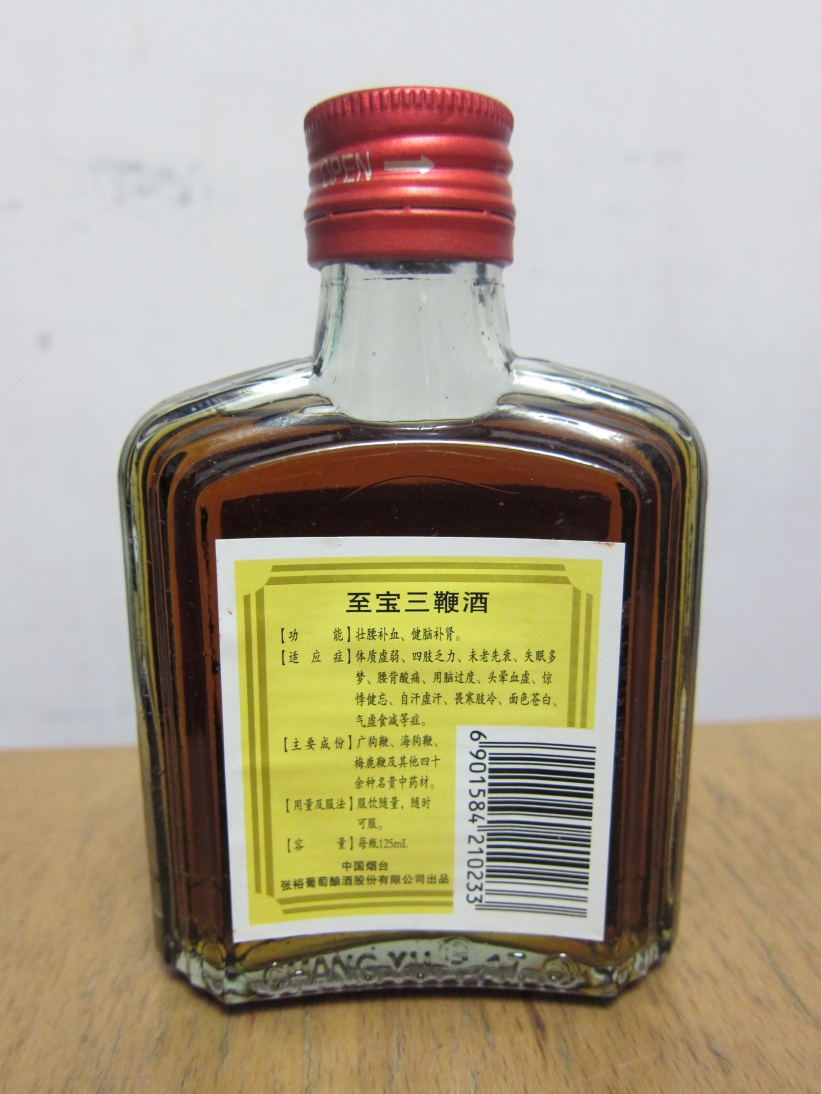 OPEN
至宝三鞭酒
【功 能】壮腰补血、健脑补肾。
【适 应 症】体质虚弱、四肢乏力、未老先衰、失眠多
梦、腰背酸痛、用脑过度、头晕血虚、惊
悸健忘、自汗虚汗、畏寒肢冷、面色苍白、
气虚食减等症。
【主要成份】广狗鞭、海狗鞭、
梅鹿鞭及其他四十
余种名贵中药材。
【用量及服法】服饮随量，随时
可服。
【容 量】每瓶125mL
中国烟台
张裕葡萄酿酒股份有限公司出品
6901584210233
CHANG YU 17